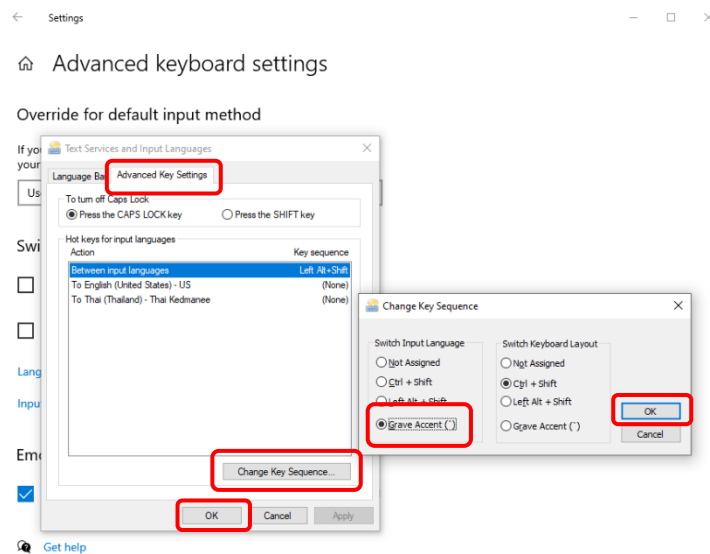 Settings
Advanced keyboard settings
Override for default input method
If yo
your
Us
Swi
Lang
Inpu
Emo
Get help
Text Services and Input Languages
Language Ba
Advanced Key Settings
To turn off Caps Lock
Press the CAPS LOCK key
Press the SHIFT key
Hot keys for input languages
Action Key sequence
Between input languages Left Alt+Shift
To English (United States) - US (None)
To Thai (Thailand) - Thai Kedmanee (None)
Change Key Sequence...
OK Cancel Apply
Change Key Sequence
Switch Input Language
Not Assigned
Ctrl + Shift
Left Alt + Shift
Grave Accent (`)
Switch Keyboard Layout
Not Assigned
Ctrl + Shift
Left Alt + Shift
Grave Accent (`)
OK
Cancel